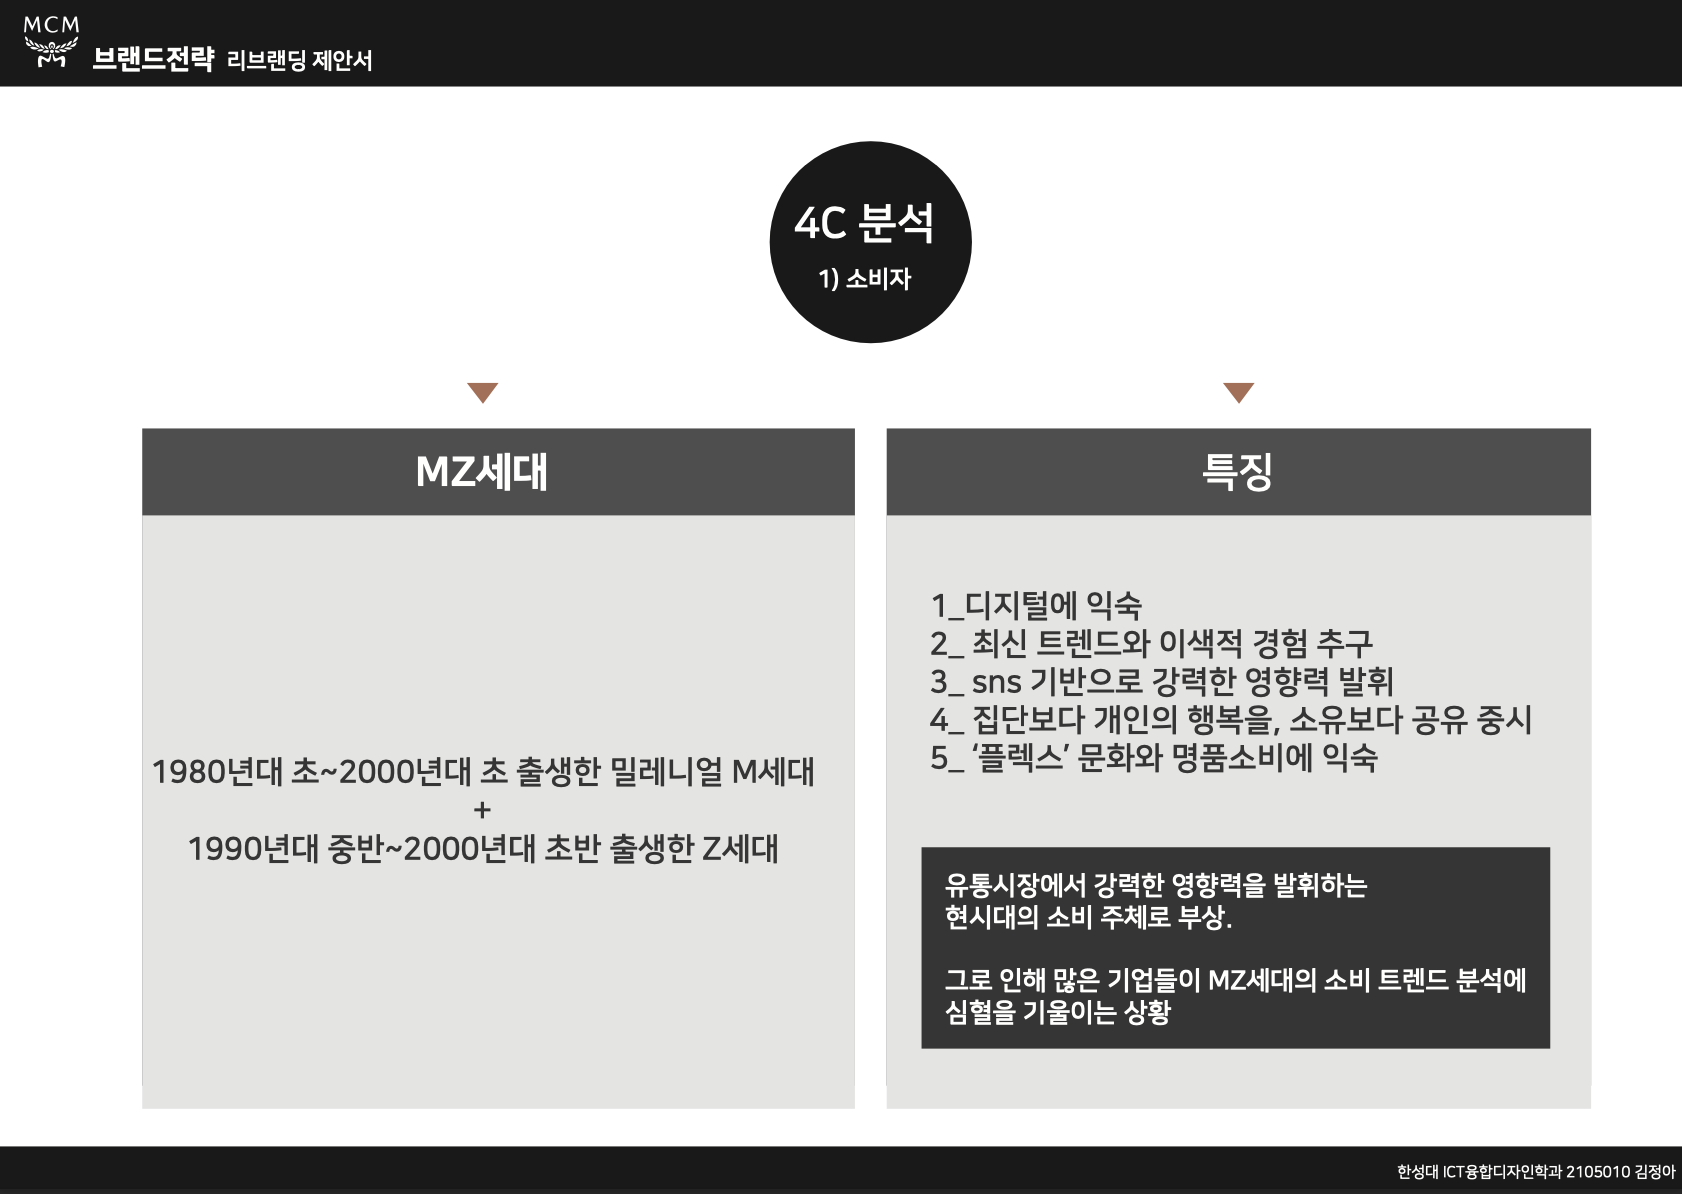 MCM
브랜드전략 리브랜딩 제안서
4C 분석
1) 소비자
MZ세대
1980년대 초~2000년대 초 출생한 밀레니얼 M세대
+
1990년대 중반~2000년대 초반 출생한 Z세대
특징
1_디지털에 익숙
2_ 최신 트렌드와 이색적 경험 추구
3_ sns 기반으로 강력한 영향력 발휘
4_ 집단보다 개인의 행복을, 소유보다 공유 중시
5_ ‘플렉스’ 문화와 명품소비에 익숙
유통시장에서 강력한 영향력을 발휘하는
현시대의 소비 주체로 부상.
그로 인해 많은 기업들이 MZ세대의 소비 트렌드 분석에
심혈을 기울이는 상황
한성대 ICT융합디자인학과 2105010 김정아